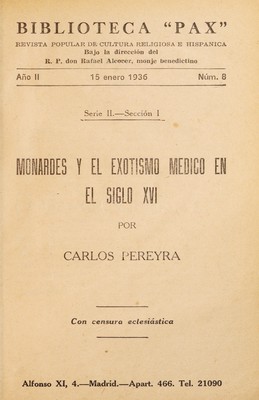 BIBLIOTECA “PAX”
REVISTA POPULAR DE CULTURA RELIGIOSA E HISPANICA
Bajo la dirección del
R. P. don Rafael Alcocer, monje benedictino
Año II 15 enero 1936 Núm. 8
Serie II.—Sección I
MONARDES Y EL EXOTISMO MEDICO EN
EL SIGLO XVI
POR
CARLOS PEREYRA
Con censura eclesiástica
Alfonso XI, 4.—Madrid.—Apart. 466. Tel. 21090